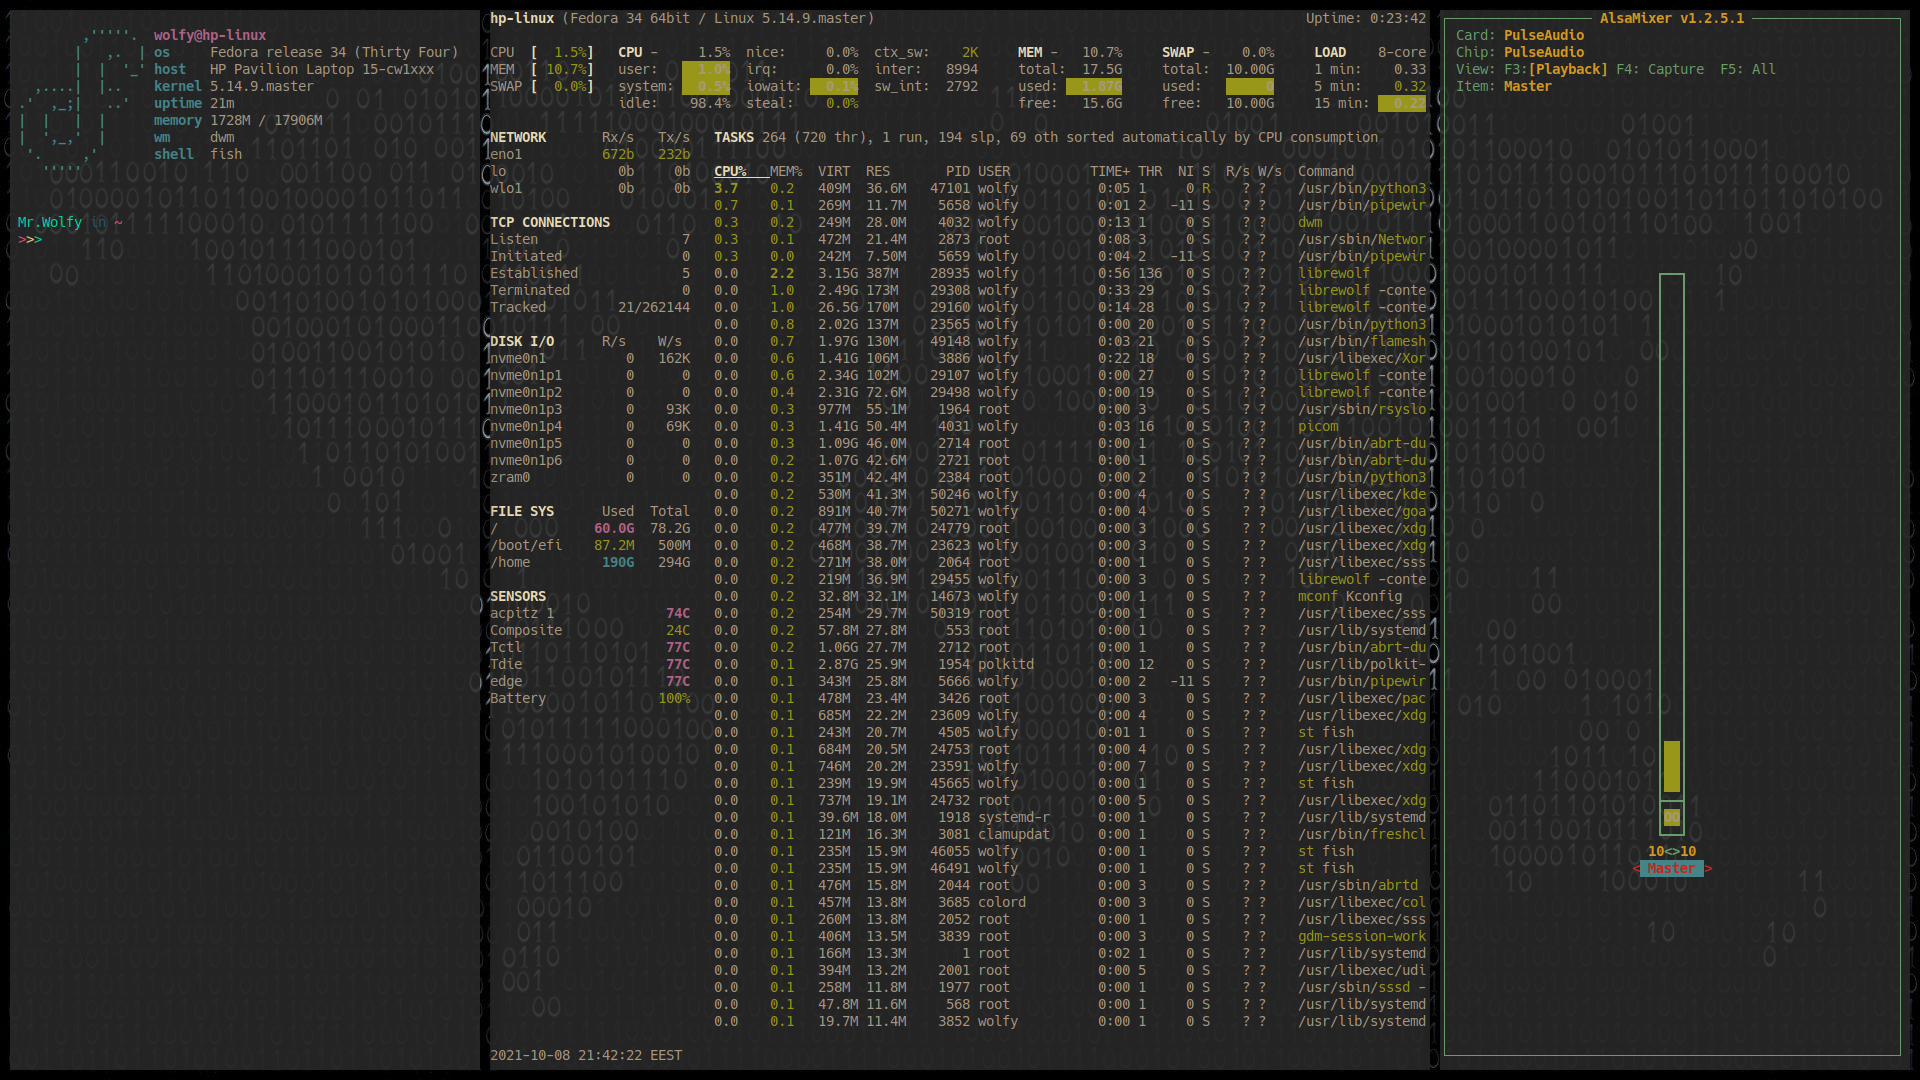 wolfy@hp-linux
os Fedora release 34 (Thirty Four)
host HP Pavilion Laptop 15-cw1xxx
kernel 5.14.9.master
uptime 21m
memory 1728M / 17906M
wm dwm
shell fish
Mr.Wolfy in ~
>>>
hp-linux (Fedora 34 64bit / Linux 5.14.9.master) Uptime: 0:23:42
CPU [ 1.5%] CPU - 1.5% nice: 0.0% ctx_sw: 2K MEM - 10.7% SWAP - 0.0% LOAD 8-core
MEM [ 10.7%] user: 1.0% irq: 0.0% inter: 8994 total: 17.5G total: 10.00G 1 min: 0.33
SWAP [ 0.0%] system: 0.5% iowait: 0.1% sw_int: 2792 used: 1.87G used: 0 5 min: 0.32
idle: 98.4% steal: 0.0% free: 15.6G free: 10.00G 15 min: 0.22
NETWORK Rx/s Tx/s
eno1 672b 232b
lo 0b 0b
wlo1 0b 0b
TCP CONNECTIONS
Listen 7
Initiated 0
Established 5
Terminated 0
Tracked 21/262144
DISK I/O R/s W/s
nvme0n1 0 162K
nvme0n1p1 0 0
nvme0n1p2 0 0
nvme0n1p3 0 93K
nvme0n1p4 0 69K
nvme0n1p5 0 0
nvme0n1p6 0 0
zram0 0 0
FILE SYS Used Total
/ 60.0G 78.2G
/boot/efi 87.2M 500M
/home 190G 294G
SENSORS
acpitz 1 74C
Composite 24C
Tctl 77C
Tdie 77C
edge 77C
Battery 100%
TASKS 264 (720 thr), 1 run, 194 slp, 69 oth sorted automatically by CPU consumption
CPU% MEM% VIRT RES PID USER TIME+ THR NI S R/s W/s Command
3.7 0.2 409M 36.6M 47101 wolfy 0:05 1 0 R ? ? /usr/bin/python3
0.7 0.1 269M 11.7M 5658 wolfy 0:01 2 -11 S ? ? /usr/bin/pipewir
0.3 0.2 249M 28.0M 4032 wolfy 0:13 1 0 S ? ? dwm
0.3 0.1 472M 21.4M 2873 root 0:08 3 0 S ? ? /usr/sbin/Networ
0.3 0.0 242M 7.50M 5659 wolfy 0:04 2 -11 S ? ? /usr/bin/pipewir
0.0 2.2 3.15G 387M 28935 wolfy 0:56 136 0 S ? ? librewolf
0.0 1.0 2.49G 173M 29308 wolfy 0:33 29 0 S ? ? librewolf -conte
0.0 1.0 26.5G 170M 29160 wolfy 0:14 28 0 S ? ? librewolf -conte
0.0 0.8 2.02G 137M 23565 wolfy 0:00 20 0 S ? ? /usr/bin/python3
0.0 0.7 1.97G 130M 49148 wolfy 0:03 21 0 S ? ? /usr/bin/flamesh
0.0 0.6 1.41G 106M 3886 wolfy 0:22 18 0 S ? ? /usr/libexec/Xor
0.0 0.6 2.34G 102M 29107 wolfy 0:00 27 0 S ? ? librewolf -conte
0.0 0.4 2.31G 72.6M 29498 wolfy 0:00 19 0 S ? ? librewolf -conte
0.0 0.3 977M 55.1M 1964 root 0:00 3 0 S ? ? /usr/sbin/rsyslo
0.0 0.3 1.41G 50.4M 4031 wolfy 0:03 16 0 S ? ? picom
0.0 0.3 1.09G 46.0M 2714 root 0:00 1 0 S ? ? /usr/bin/abrt-du
0.0 0.2 1.07G 42.6M 2721 root 0:00 1 0 S ? ? /usr/bin/abrt-du
0.0 0.2 351M 42.4M 2384 root 0:00 2 0 S ? ? /usr/bin/python3
0.0 0.2 530M 41.3M 50246 wolfy 0:00 4 0 S ? ? /usr/libexec/kde
0.0 0.2 891M 40.7M 50271 wolfy 0:00 4 0 S ? ? /usr/libexec/goa
0.0 0.2 477M 39.7M 24779 root 0:00 3 0 S ? ? /usr/libexec/xdg
0.0 0.2 468M 38.7M 23623 wolfy 0:00 3 0 S ? ? /usr/libexec/xdg
0.0 0.2 271M 38.0M 2064 root 0:00 1 0 S ? ? /usr/libexec/sss
0.0 0.2 219M 36.9M 29455 wolfy 0:00 3 0 S ? ? librewolf -conte
0.0 0.2 32.8M 32.1M 14673 wolfy 0:00 1 0 S ? ? mconf Kconfig
0.0 0.2 254M 29.7M 50319 root 0:00 1 0 S ? ? /usr/libexec/sss
0.0 0.2 57.8M 27.8M 553 root 0:00 1 0 S ? ? /usr/lib/systemd
0.0 0.2 1.06G 27.7M 2712 root 0:00 1 0 S ? ? /usr/bin/abrt-du
0.0 0.1 2.87G 25.9M 1954 polkitd 0:00 12 0 S ? ? /usr/lib/polkit-
0.0 0.1 343M 25.8M 5666 wolfy 0:00 2 -11 S ? ? /usr/bin/pipewir
0.0 0.1 478M 23.4M 3426 root 0:00 3 0 S ? ? /usr/libexec/pac
0.0 0.1 685M 22.2M 23609 wolfy 0:00 4 0 S ? ? /usr/libexec/xdg
0.0 0.1 243M 20.7M 4505 wolfy 0:01 1 0 S ? ? st fish
0.0 0.1 684M 20.5M 24753 root 0:00 4 0 S ? ? /usr/libexec/xdg
0.0 0.1 746M 20.2M 23591 wolfy 0:00 7 0 S ? ? /usr/libexec/xdg
0.0 0.1 239M 19.9M 45665 wolfy 0:00 1 0 S ? ? st fish
0.0 0.1 737M 19.1M 24732 root 0:00 5 0 S ? ? /usr/libexec/xdg
0.0 0.1 39.6M 18.0M 1918 systemd-r 0:00 1 0 S ? ? /usr/lib/systemd
0.0 0.1 121M 16.3M 3081 clamupdat 0:00 1 0 S ? ? /usr/bin/freshcl
0.0 0.1 235M 15.9M 46055 wolfy 0:00 1 0 S ? ? st fish
0.0 0.1 235M 15.9M 46491 wolfy 0:00 1 0 S ? ? st fish
0.0 0.1 476M 15.8M 2044 root 0:00 3 0 S ? ? /usr/sbin/abrtd
0.0 0.1 457M 13.8M 3685 colord 0:00 3 0 S ? ? /usr/libexec/col
0.0 0.1 260M 13.8M 2052 root 0:00 1 0 S ? ? /usr/libexec/sss
0.0 0.1 406M 13.5M 3839 root 0:00 3 0 S ? ? gdm-session-work
0.0 0.1 166M 13.3M 1 root 0:02 1 0 S ? ? /usr/lib/systemd
0.0 0.1 394M 13.2M 2001 root 0:00 5 0 S ? ? /usr/libexec/udi
0.0 0.1 258M 11.8M 1977 root 0:00 1 0 S ? ? /usr/sbin/sssd -
0.0 0.1 47.8M 11.6M 568 root 0:00 1 0 S ? ? /usr/lib/systemd
0.0 0.1 19.7M 11.4M 3852 wolfy 0:00 1 0 S ? ? /usr/lib/systemd
2021-10-08 21:42:22 EEST
AlsaMixer v1.2.5.1
Card: PulseAudio
Chip: PulseAudio
View: F3:[Playback] F4: Capture F5: All
Item: Master
OO
10<>10
< Master >